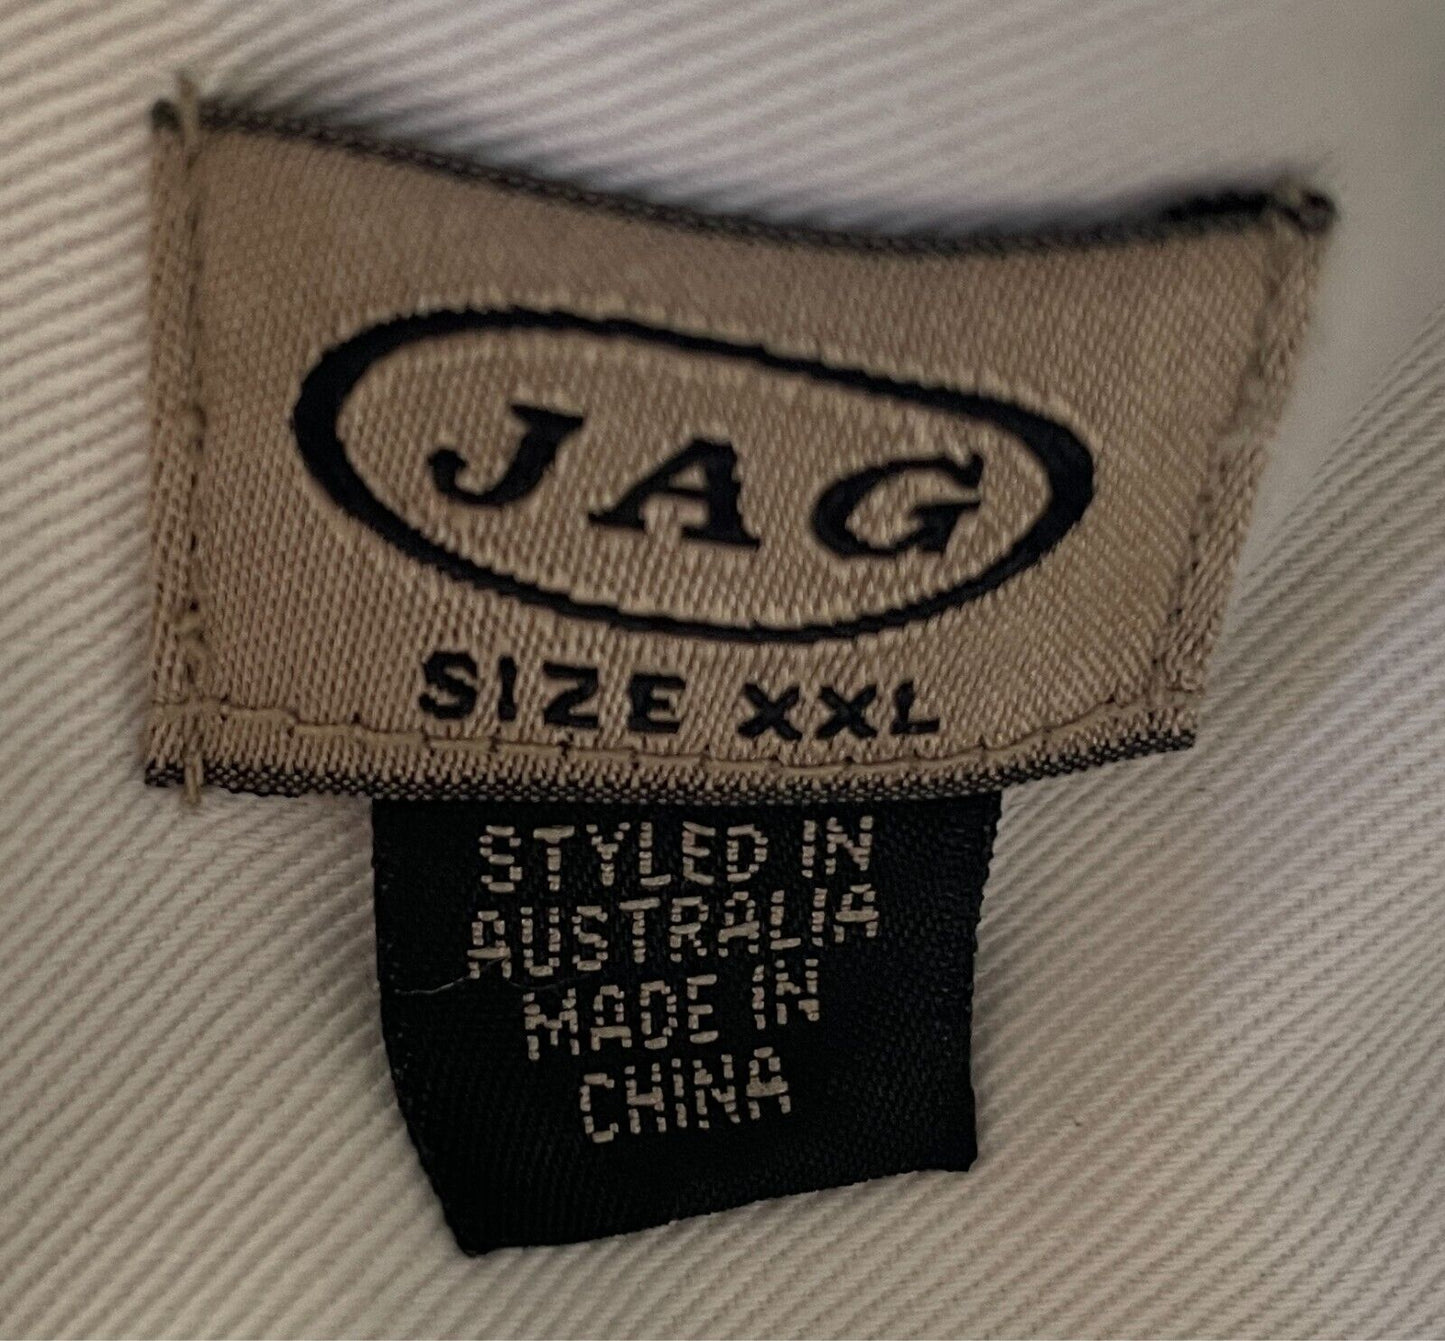 JAG
SIZE XXL
STYLED IN
AUSTRALIA
MADE IN
CHINA